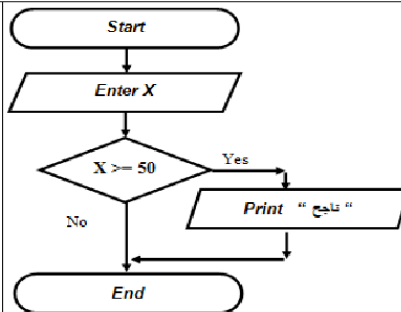 Start
Enter X
X >= 50
Yes
Print “ ناجح “
No
End